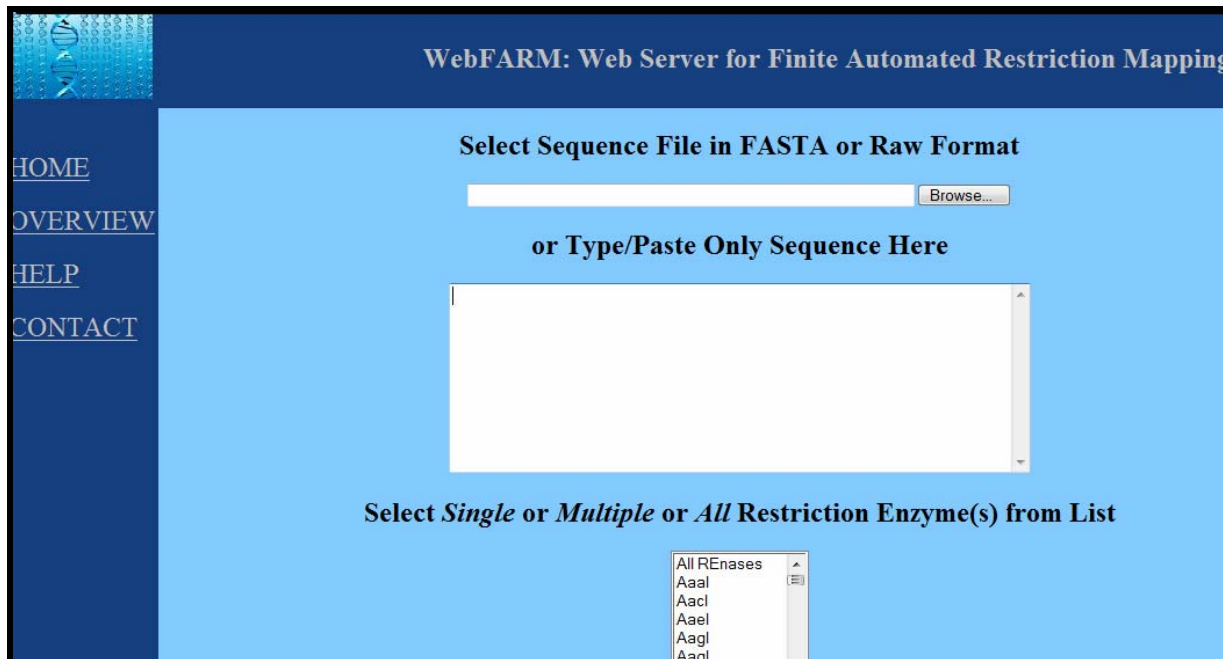 WebFARM: Web Server for Finite Automated Restriction Mapping
HOME
OVERVIEW
HELP
CONTACT
Select Sequence File in FASTA or Raw Format
Browse...
or Type/Paste Only Sequence Here
Select Single or Multiple or All Restriction Enzyme(s) from List
All REnases
AaaI
AacI
AaeI
AagI
AaqI